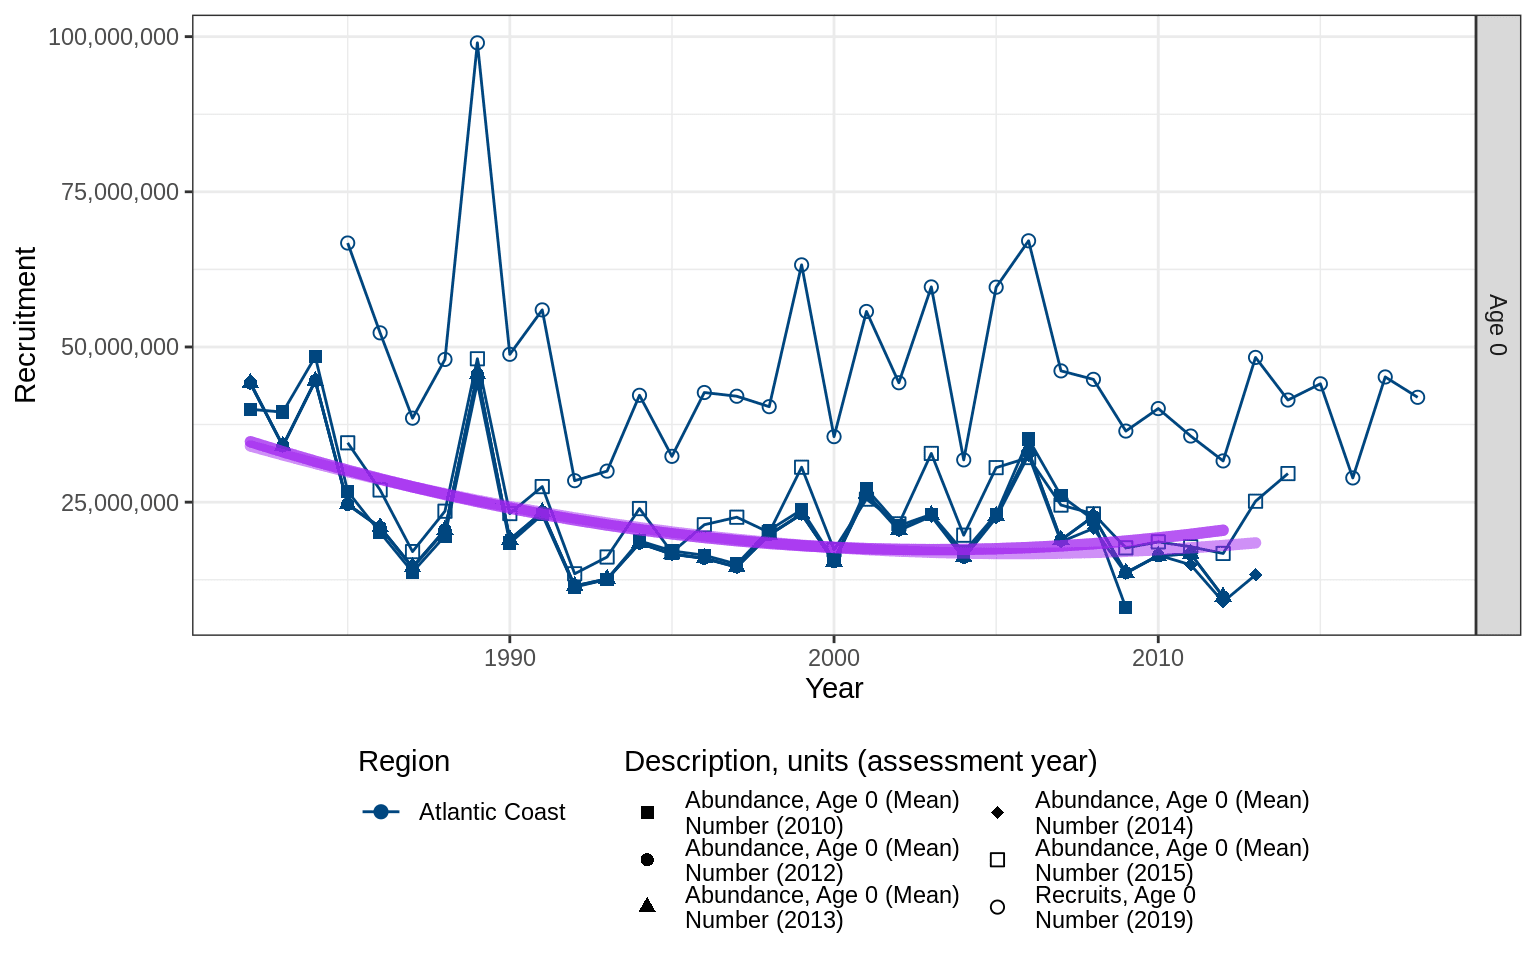 100,000,000
75,000,000
50,000,000
25,000,000
Recruitment
Age 0
1990
2000
2010
Year
Region
Atlantic Coast
Description, units (assessment year)
Abundance, Age 0 (Mean)
Number (2010)
Abundance, Age 0 (Mean)
Number (2012)
Abundance, Age 0 (Mean)
Number (2013)
Abundance, Age 0 (Mean)
Number (2014)
Abundance, Age 0 (Mean)
Number (2015)
Recruits, Age 0
Number (2019)